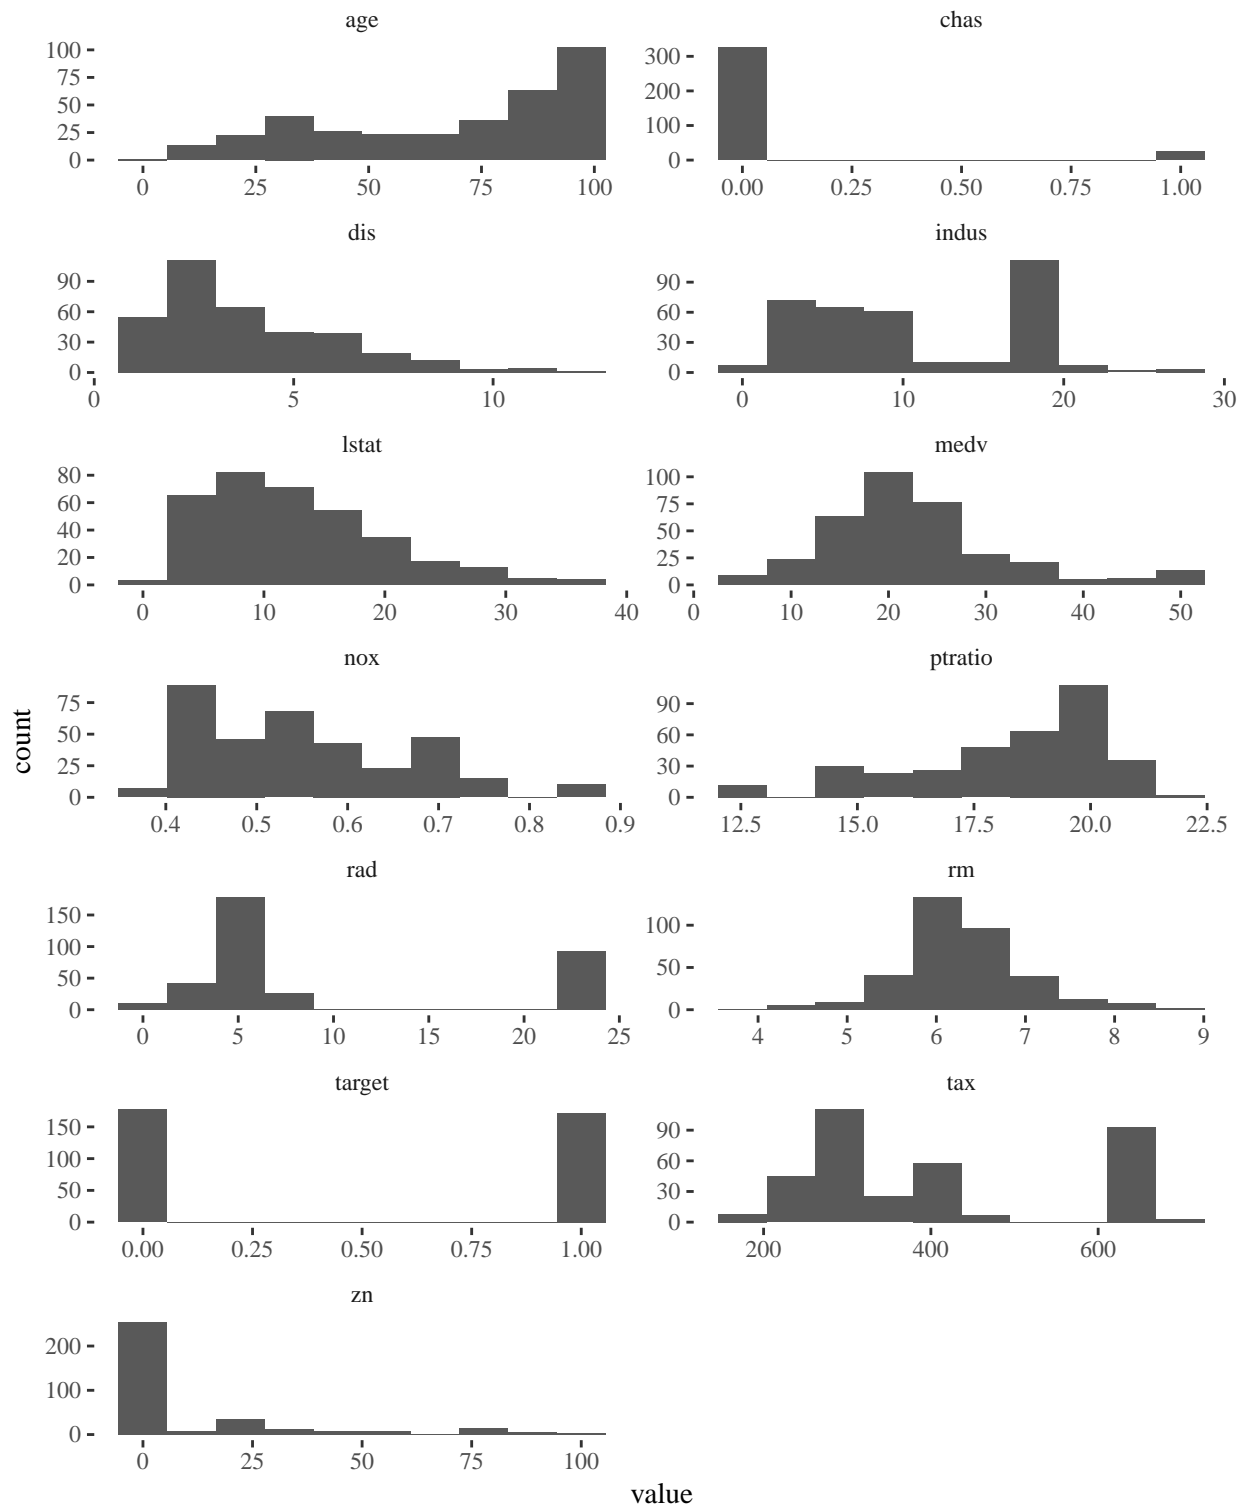 age
100
75
50
25
0
0 25 50 75 100
chas
300
200
100
0
0.00 0.25 0.50 0.75 1.00
dis
90
60
30
0
0 5 10
indus
90
60
30
0
0 10 20 30
lstat
80
60
40
20
0
0 10 20 30 40
medv
100
75
50
25
0
0 10 20 30 40 50
count
nox
75
50
25
0
0.4 0.5 0.6 0.7 0.8 0.9
ptratio
90
60
30
0
12.5 15.0 17.5 20.0 22.5
rad
150
100
50
0
0 5 10 15 20 25
rm
100
50
0
4 5 6 7 8 9
target
150
100
50
0
0.00 0.25 0.50 0.75 1.00
tax
90
60
30
0
200 400 600
zn
200
100
0
0 25 50 75 100
value